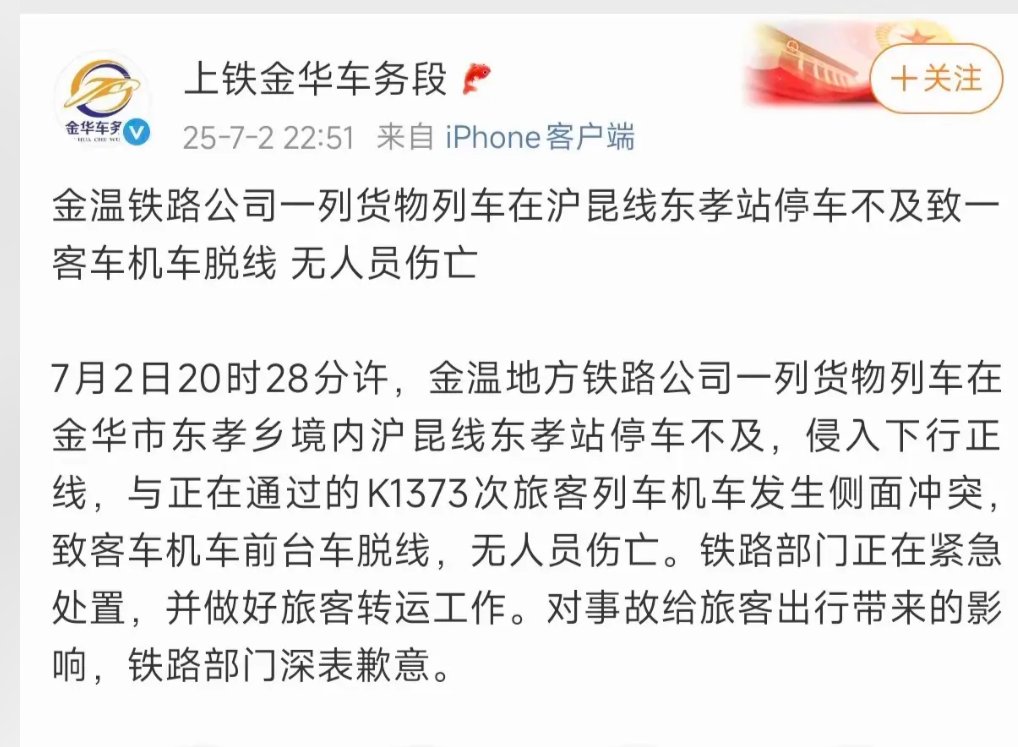 上铁金华车务段
+关注
金华车务
25-7-2 22:51 来自 iPhone客户端
金温铁路公司一列货物列车在沪昆线东孝站停车不及致一
客车机车脱线 无人员伤亡
7月2日20时28分许，金温地方铁路公司一列货物列车在
金华市东孝乡境内沪昆线东孝站停车不及，侵入下行正
线，与正在通过的K1373次旅客列车机车发生侧面冲突，
致客车机车前台车脱线，无人员伤亡。铁路部门正在紧急
处置，并做好旅客转运工作。对事故给旅客出行带来的影
响，铁路部门深表歉意。